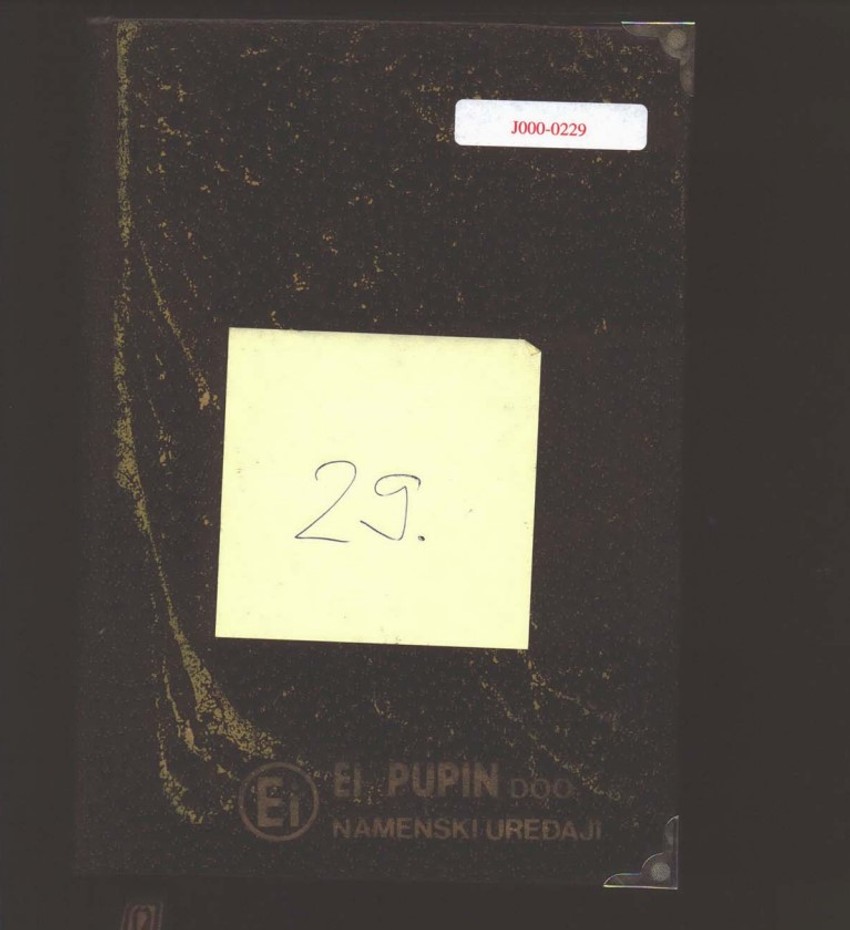 J000-0229
29.
Ei Ei PUPIN DOO
NAMENSKI UREĐAJI